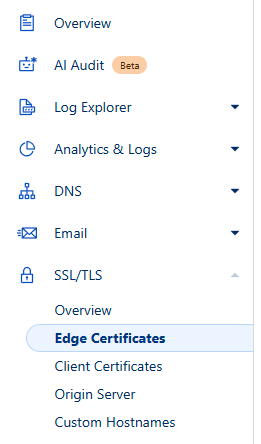 Overview
AI Audit Beta
Log Explorer
Analytics & Logs
DNS
Email
SSL/TLS
Overview
Edge Certificates
Client Certificates
Origin Server
Custom Hostnames